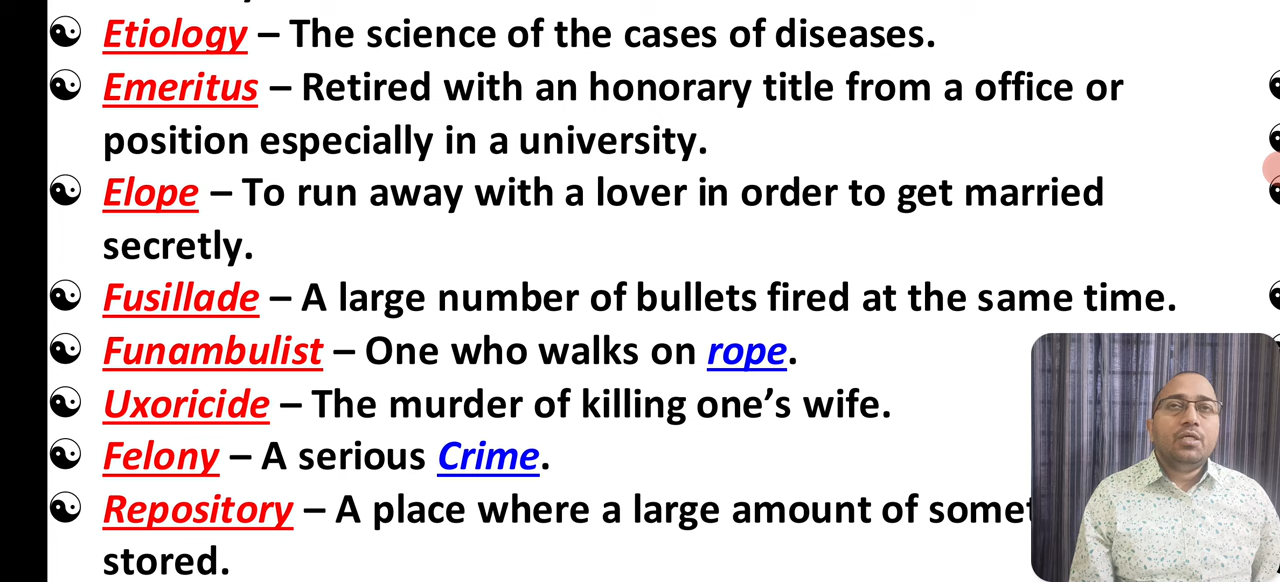 Etiology – The science of the cases of diseases.
Emeritus – Retired with an honorary title from a office or
position especially in a university.
Elope – To run away with a lover in order to get married
secretly.
Fusillade – A large number of bullets fired at the same time.
Funambulist – One who walks on rope.
Uxoricide – The murder of killing one’s wife.
Felony – A serious Crime.
Repository – A place where a large amount of
stored.